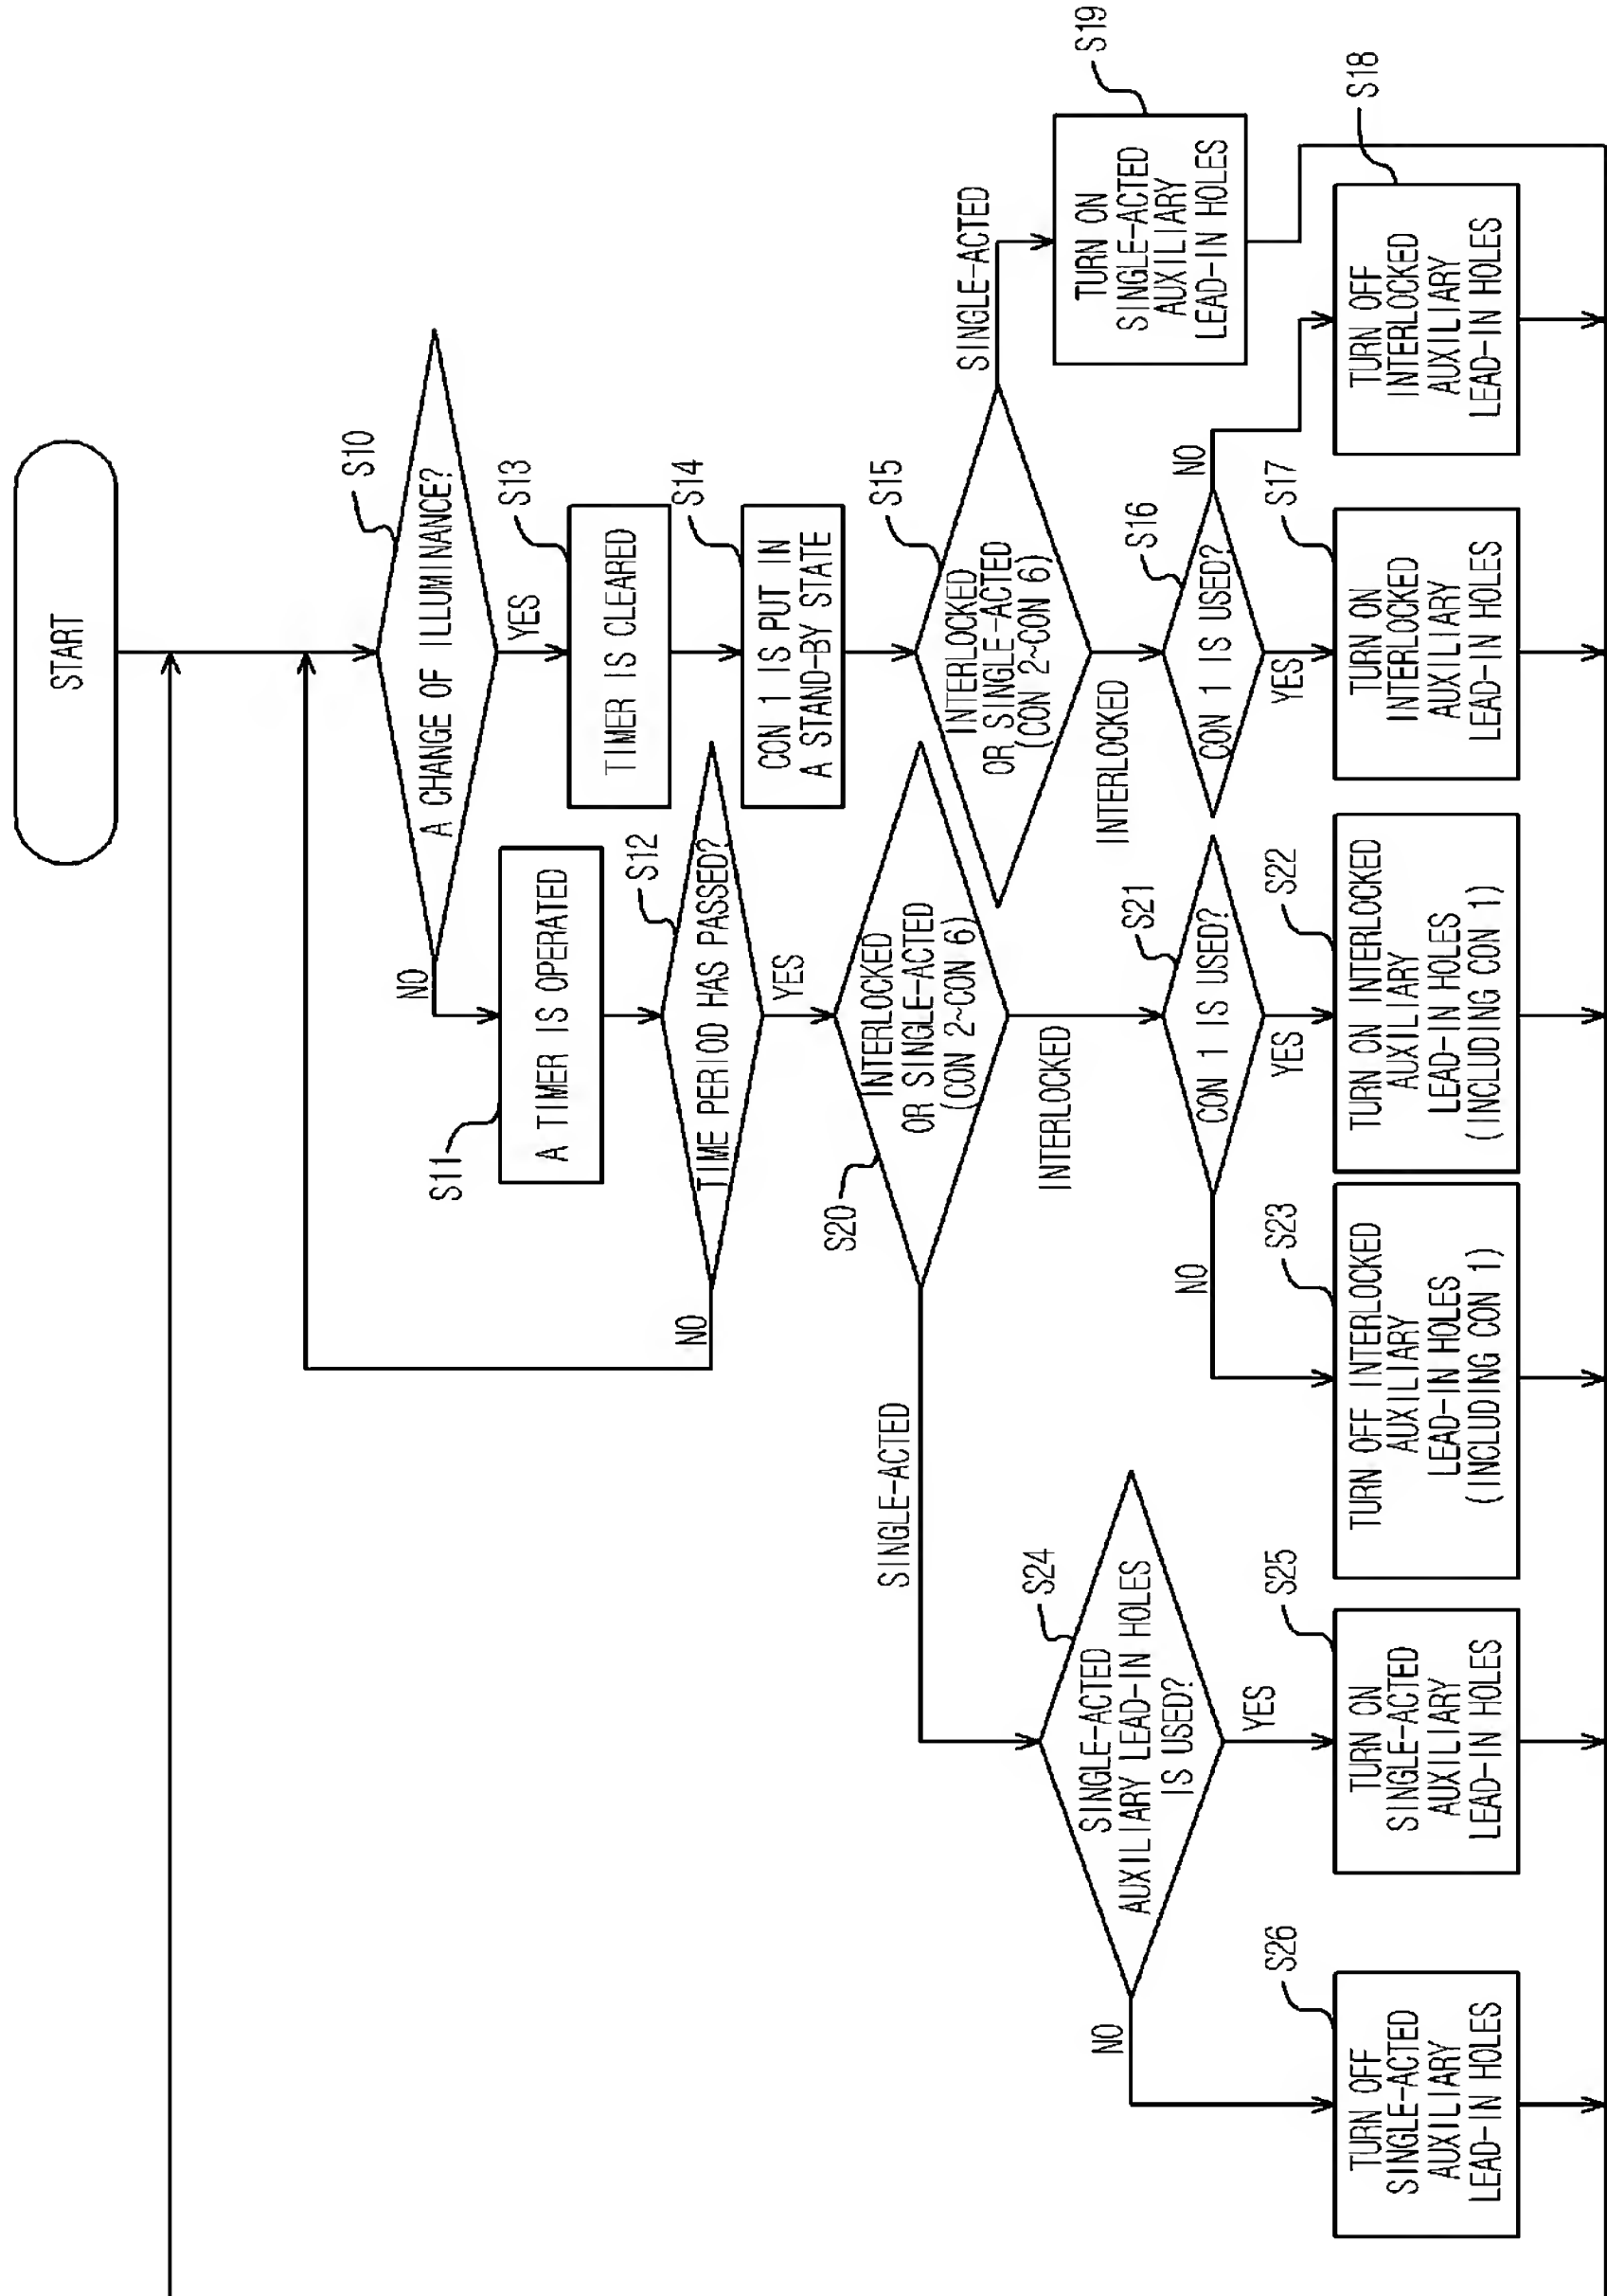 START
S10
A CHANGE OF ILLUMINANCE?
NO
YES
S11
A TIMER IS OPERATED
S13
TIMER IS CLEARED
S12
TIME PERIOD HAS PASSED?
NO
YES
S14
CON 1 IS PUT IN
A STAND-BY STATE
S20
INTERLOCKED
OR SINGLE-ACTED
(CON 2~CON 6)
SINGLE-ACTED
INTERLOCKED
S15
INTERLOCKED
OR SINGLE-ACTED
(CON 2~CON 6)
SINGLE-ACTED
INTERLOCKED
S19
TURN ON
SINGLE-ACTED
AUXILIARY
LEAD-IN HOLES
S24
SINGLE-ACTED
AUXILIARY LEAD-IN HOLES
IS USED?
NO
YES
S21
CON 1 IS USED?
NO
YES
S16
CON 1 IS USED?
NO
YES
S26
TURN OFF
SINGLE-ACTED
AUXILIARY
LEAD-IN HOLES
S25
TURN ON
SINGLE-ACTED
AUXILIARY
LEAD-IN HOLES
S23
TURN OFF INTERLOCKED
AUXILIARY
LEAD-IN HOLES
(INCLUDING CON 1)
S22
TURN ON INTERLOCKED
AUXILIARY
LEAD-IN HOLES
(INCLUDING CON 1)
S17
TURN ON
INTERLOCKED
AUXILIARY
LEAD-IN HOLES
S18
TURN OFF
INTERLOCKED
AUXILIARY
LEAD-IN HOLES